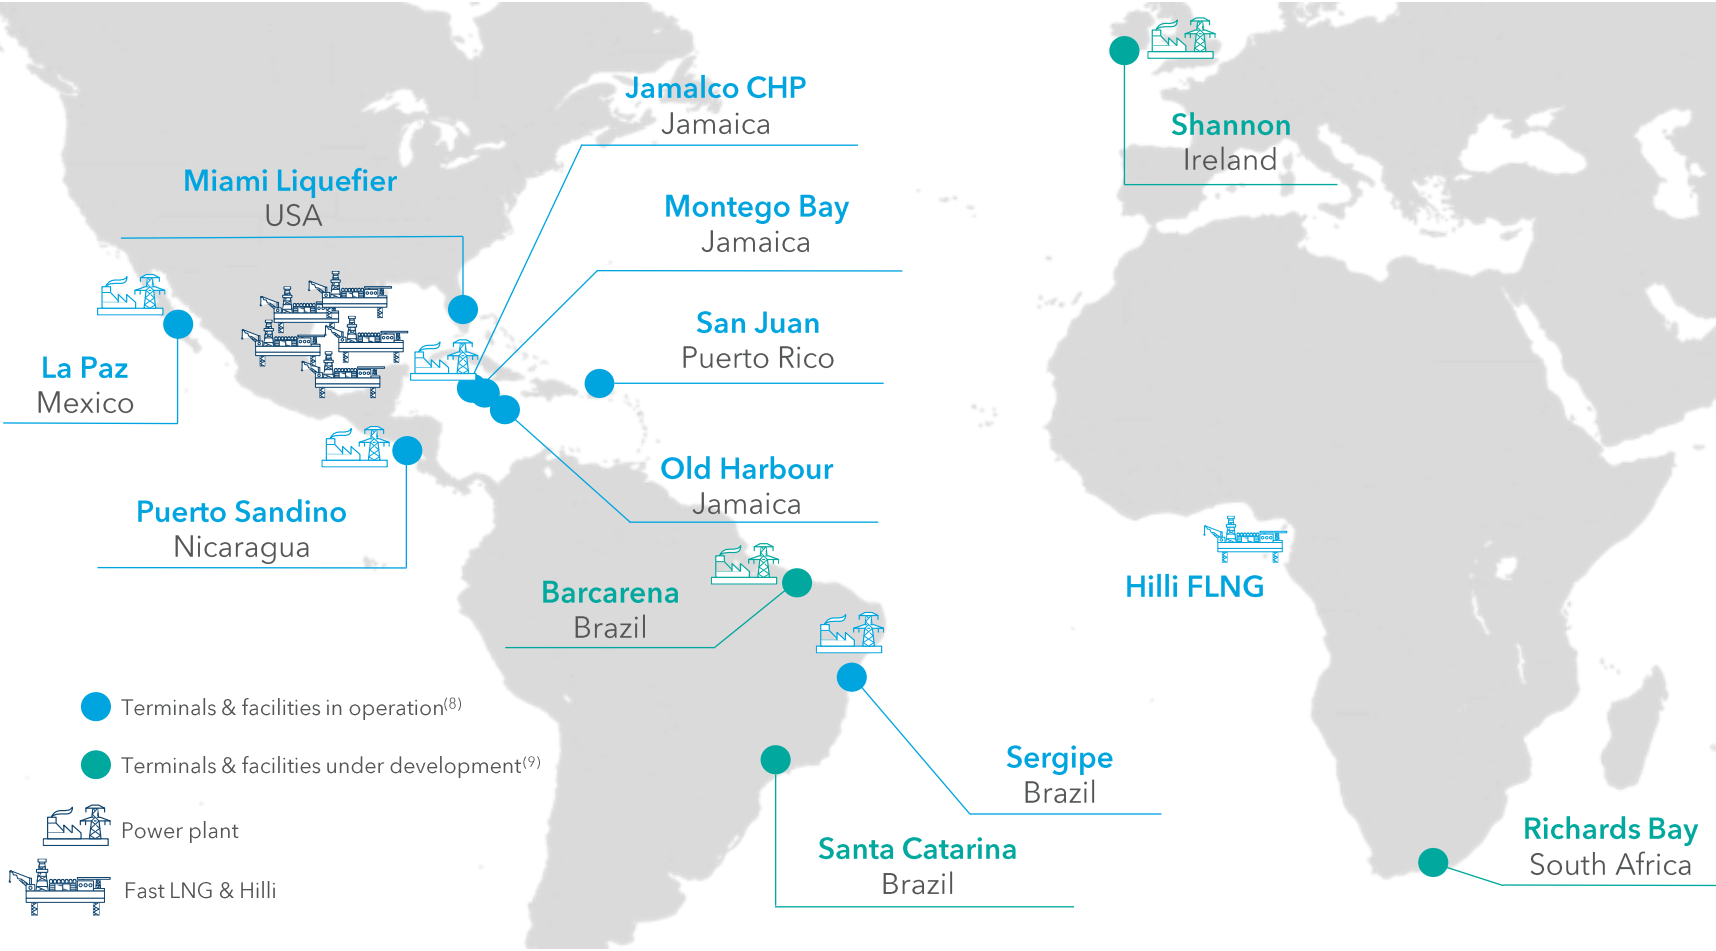 Jamalco CHP
Jamaica
Shannon
Ireland
Miami Liquefier
USA
Montego Bay
Jamaica
San Juan
Puerto Rico
La Paz
Mexico
Old Harbour
Jamaica
Puerto Sandino
Nicaragua
Hilli FLNG
Barcarena
Brazil
Terminals & facilities in operation(8)
Terminals & facilities under development(9)
Power plant
Fast LNG & Hilli
Sergipe
Brazil
Santa Catarina
Brazil
Richards Bay
South Africa